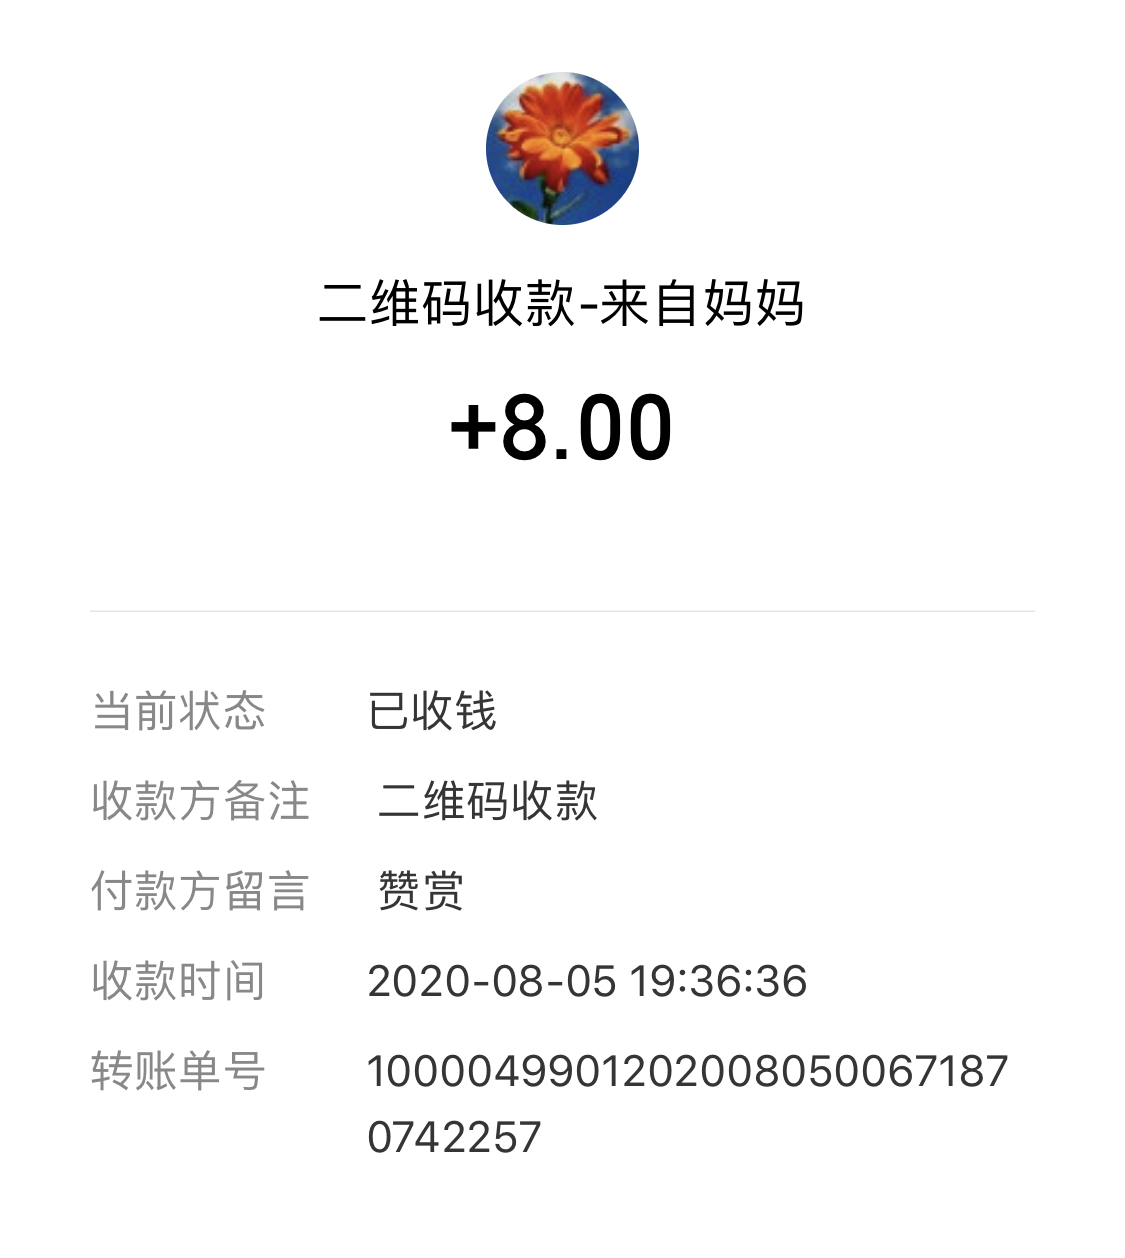 二维码收款-来自妈妈
+8.00
当前状态 已收钱
收款方备注 二维码收款
付款方留言 赞赏
收款时间 2020-08-05 19:36:36
转账单号 1000049901202008050067187
0742257